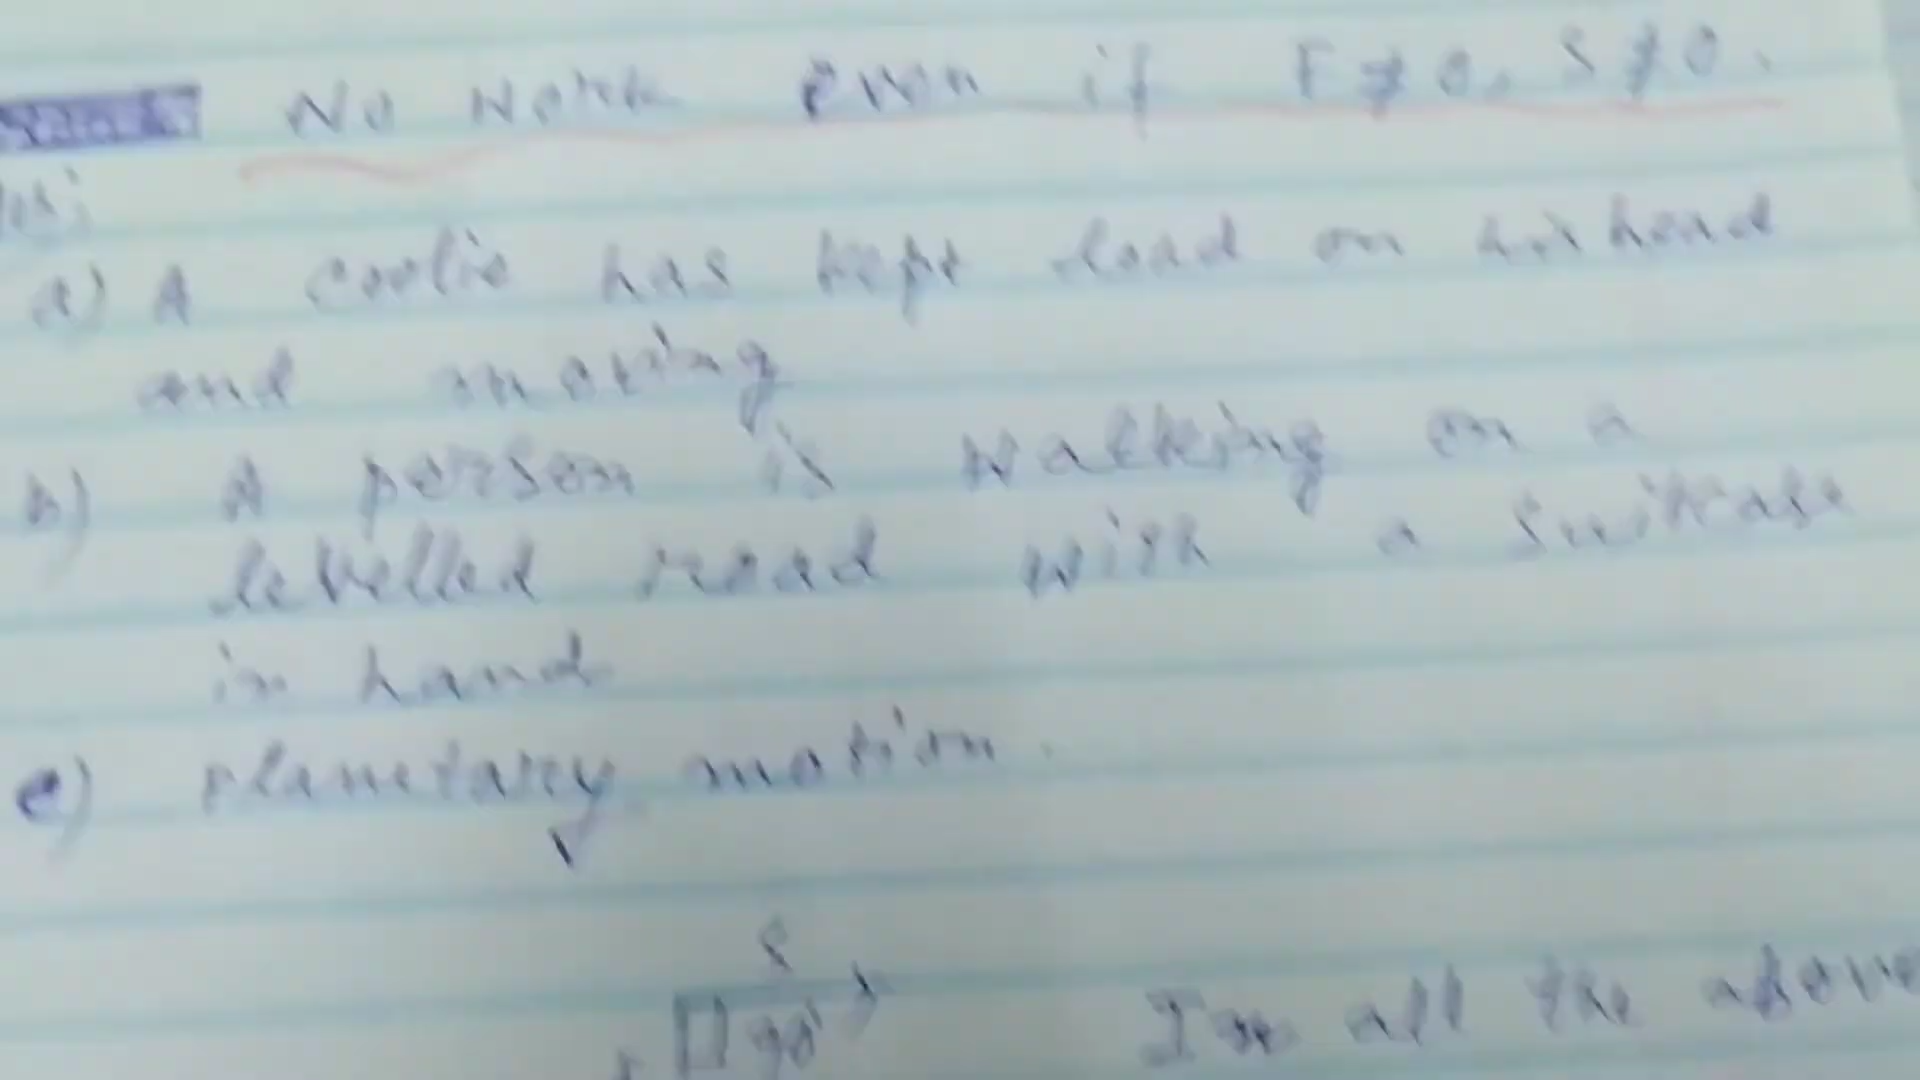 No work even if F ≠ 0, S ≠ 0.
a) A coolie has kept load on his head
and moving
b) A person is walking on a
levelled road with a suitcase
in hand
c) Planetary motion.
S
90°
In all the above